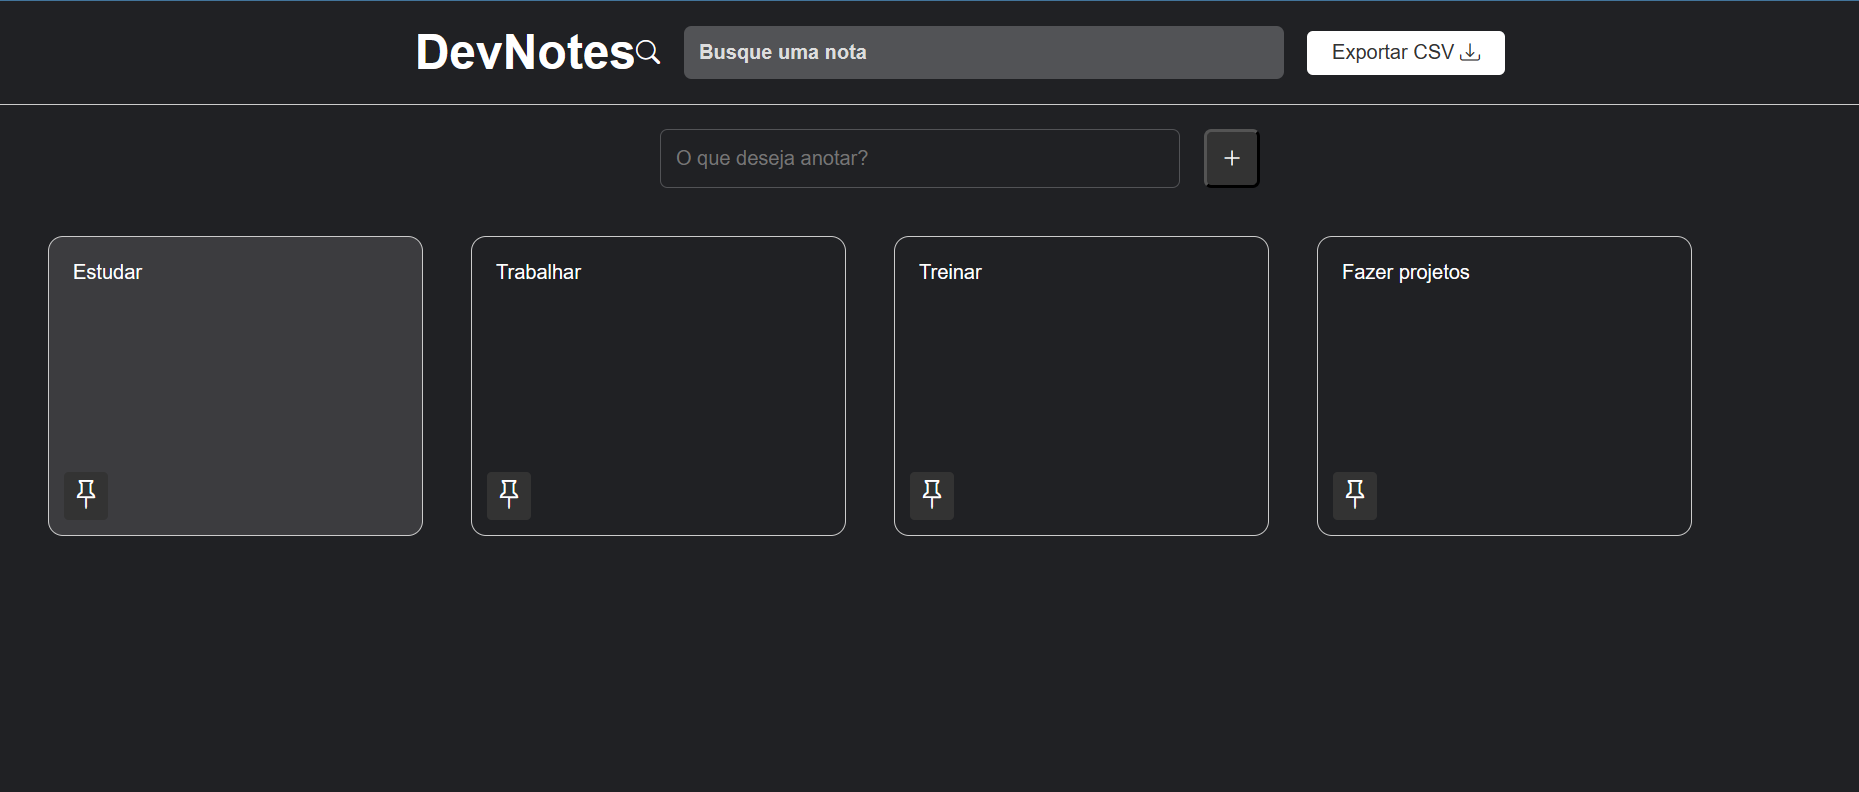 DevNotes
Busque uma nota
Exportar CSV
O que deseja anotar?
+
Estudar
Trabalhar
Treinar
Fazer projetos